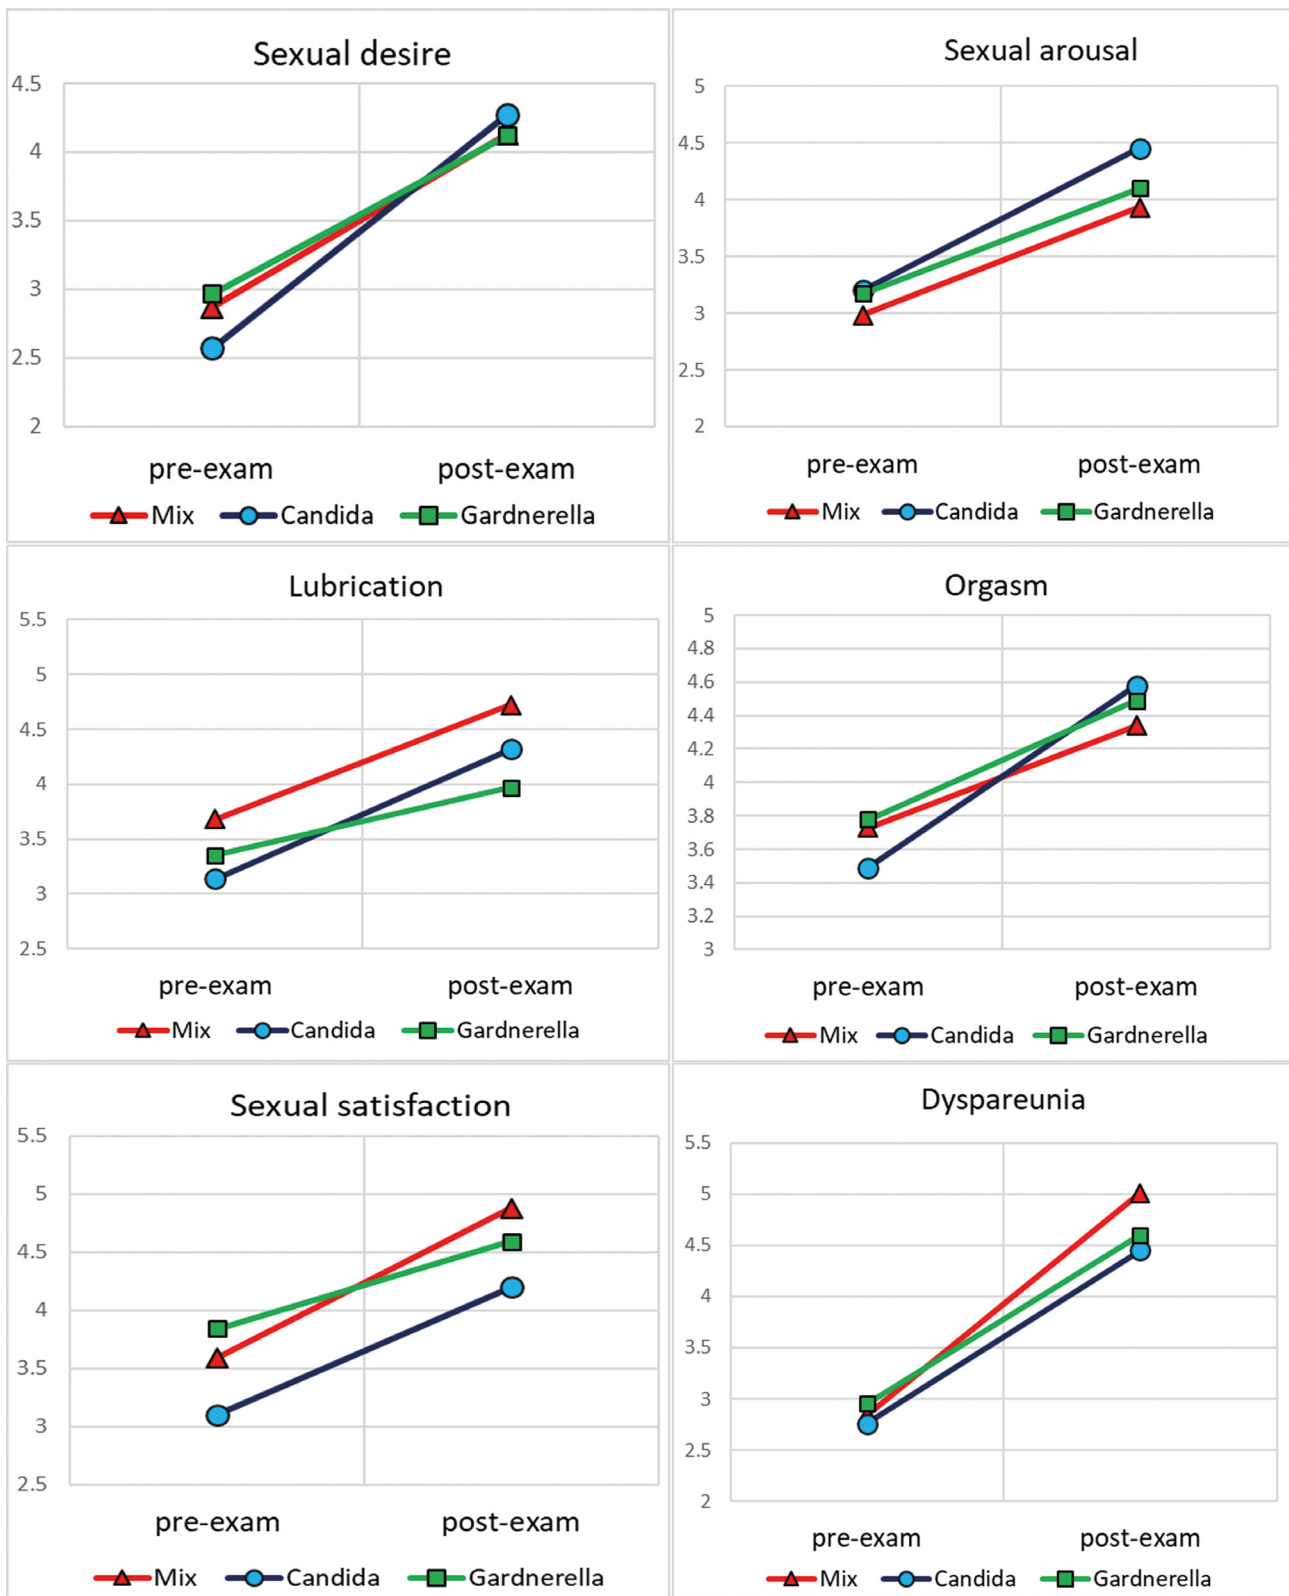 Sexual desire
4.5
4
3.5
3
2.5
2
pre-exam post-exam
Mix Candida Gardnerella
Sexual arousal
5
4.5
4
3.5
3
2.5
2
pre-exam post-exam
Mix Candida Gardnerella
Lubrication
5.5
5
4.5
4
3.5
3
2.5
pre-exam post-exam
Mix Candida Gardnerella
Orgasm
5
4.8
4.6
4.4
4.2
4
3.8
3.6
3.4
3.2
3
pre-exam post-exam
Mix Candida Gardnerella
Sexual satisfaction
5.5
5
4.5
4
3.5
3
2.5
pre-exam post-exam
Mix Candida Gardnerella
Dyspareunia
5.5
5
4.5
4
3.5
3
2.5
2
pre-exam post-exam
Mix Candida Gardnerella